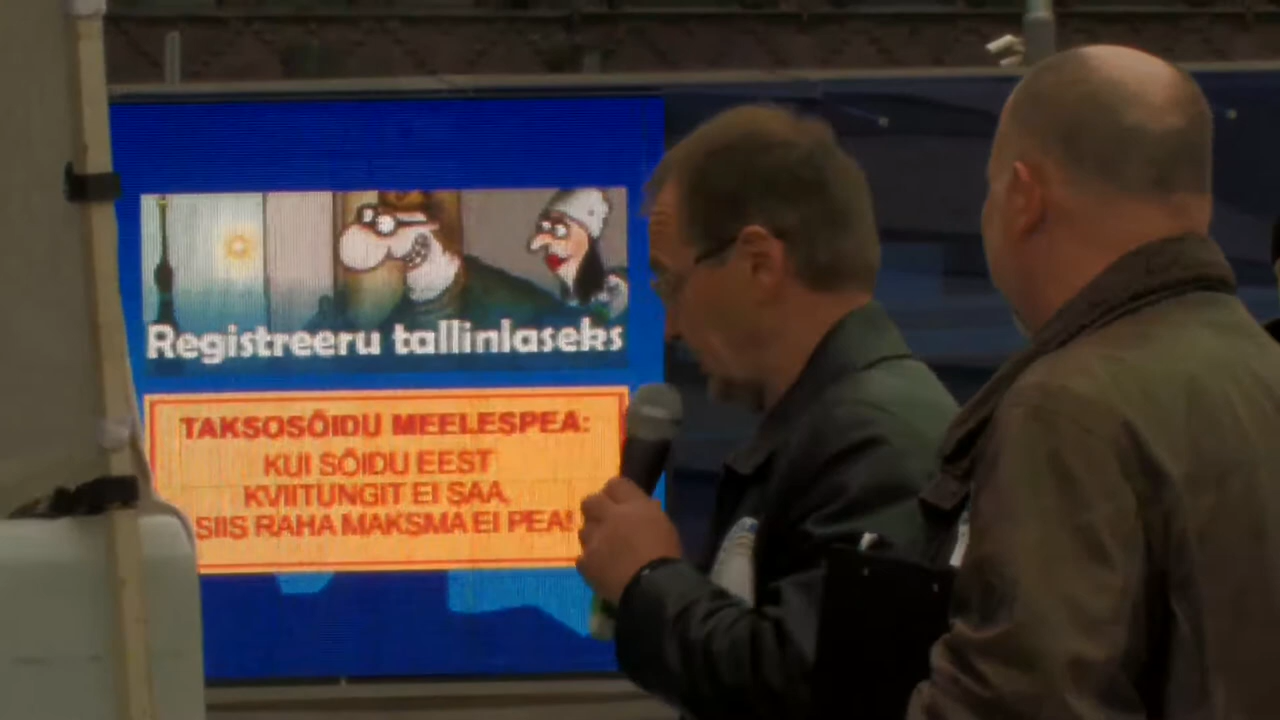 Registreeru tallinlaseks
TAKSOSÕIDU MEELESPEA:
KUI SÕIDU EEST
KVIITUNGIT EI SAA,
SIIS RAHA MAKSMA EI PEA!